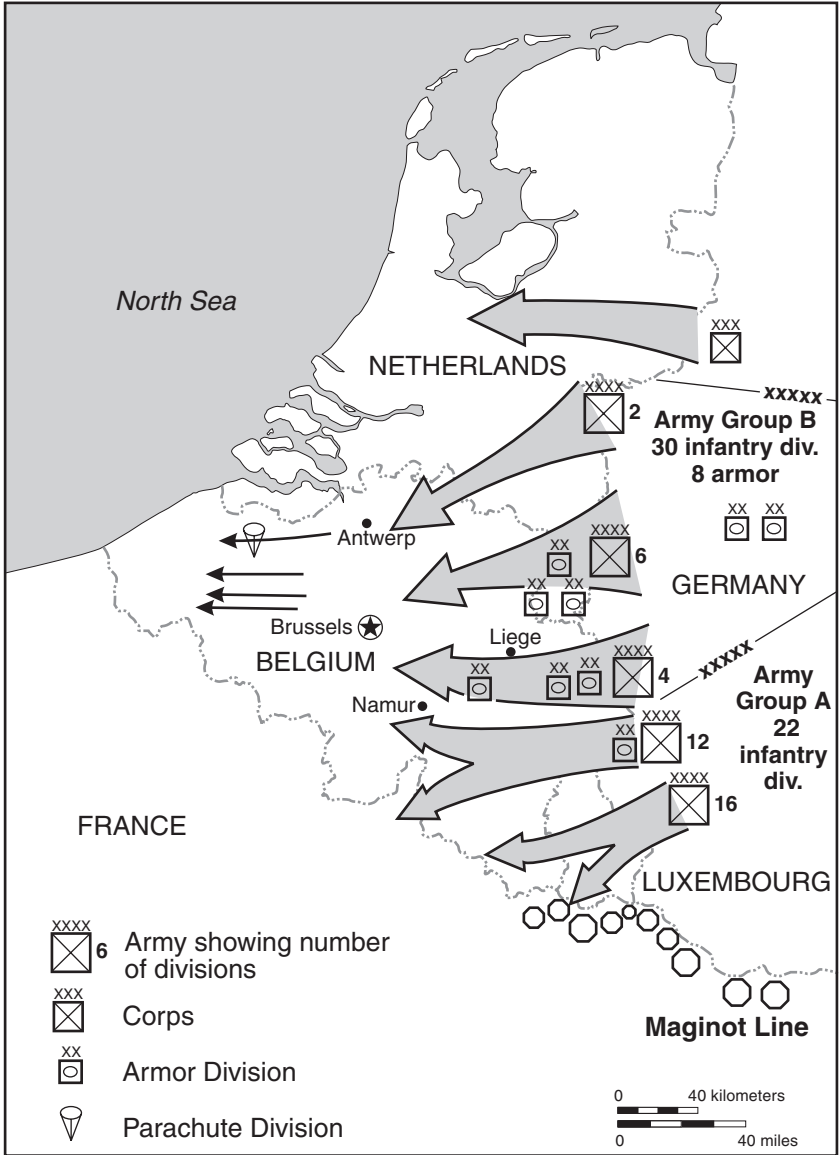 North Sea
XXX
NETHERLANDS
XXXXX
XXXX
2
Army Group B
30 infantry div.
8 armor
XX XX
Antwerp
XXXX
XX
6
XX XX
GERMANY
Brussels
Liege
BELGIUM
XXXXX
XXXX
XX XX XX
4
Army
Group A
22
infantry
div.
Namur
XXXX
XX
12
XXXX
16
FRANCE
LUXEMBOURG
XXXX
6 Army showing number
of divisions
XXX
Corps
XX
Armor Division
Parachute Division
Maginot Line
0 40 kilometers
0 40 miles